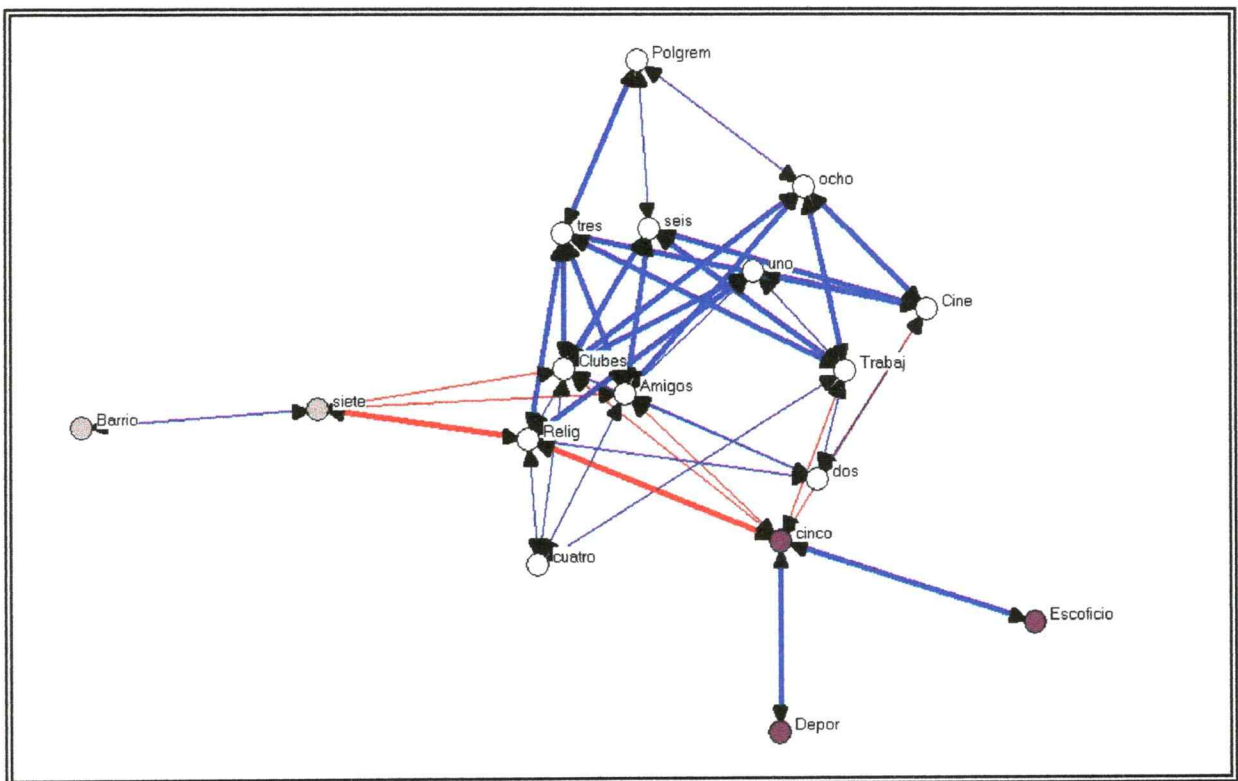 Polgrem
ocho
tres
seis
uno
Cine
Clubes
Trabaj
Amigos
siete
Barrio
Relig
dos
cinco
cuatro
Escoficio
Depor